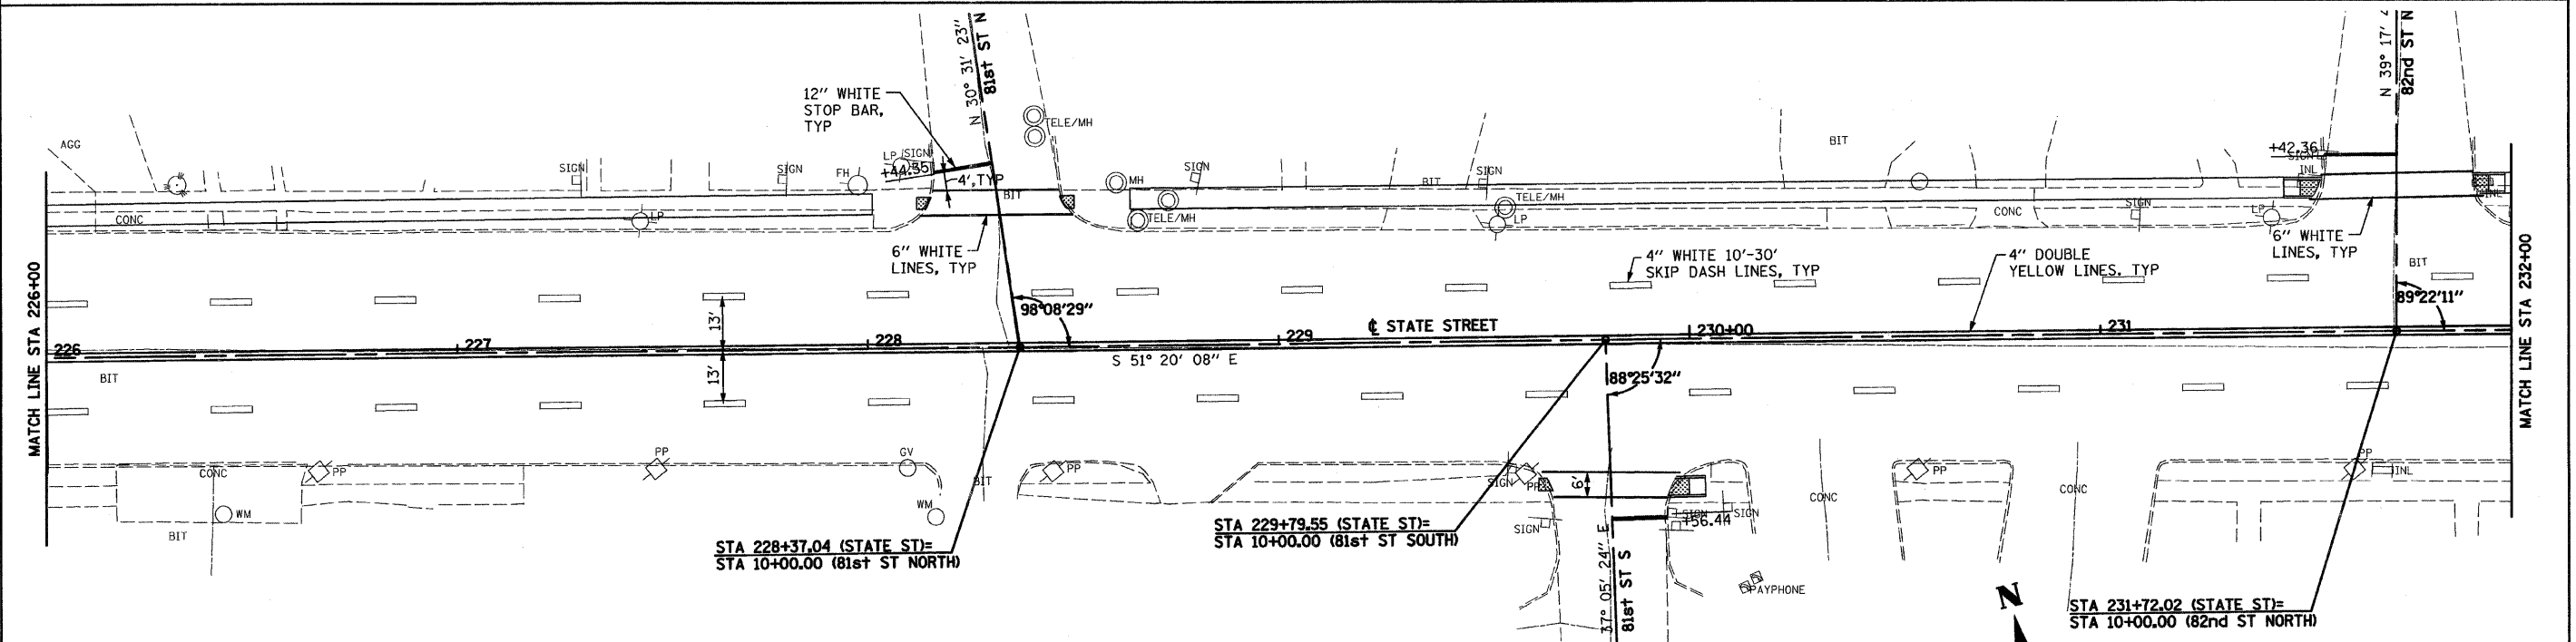 N 30° 31' 23"
81st ST N
N 39° 17'
82nd ST N
12" WHITE
STOP BAR,
TYP
TELE/MH
AGG
BIT
+42.36
SIGN
INL
SIGN
SIGN
FH
LP
SIGN
+44.55
4', TYP
BIT
MH
SIGN
BIT
SIGN
TELE/MH
LP
TELE/MH
CONC
LP
CONC
SIGN
LP
INL
6" WHITE
LINES, TYP
6" WHITE
LINES, TYP
4" WHITE 10'-30'
SKIP DASH LINES, TYP
4" DOUBLE
YELLOW LINES, TYP
BIT
MATCH LINE STA 226+00
MATCH LINE STA 232+00
13'
13'
98°08'29"
89°22'11"
℄ STATE STREET
226
227
228
229
230+00
231
S 51° 20' 08" E
88°25'32"
BIT
PP
GV
PP
CONC
PP
WM
BIT
WM
BIT
SIGN
PP
6'
SIGN
SIGN
SIGN
+56.44
CONC
PP
CONC
PP
INL
STA 228+37.04 (STATE ST)=
STA 10+00.00 (81st ST NORTH)
STA 229+79.55 (STATE ST)=
STA 10+00.00 (81st ST SOUTH)
37° 05' 24" E
81st ST S
PAYPHONE
N
STA 231+72.02 (STATE ST)=
STA 10+00.00 (82nd ST NORTH)